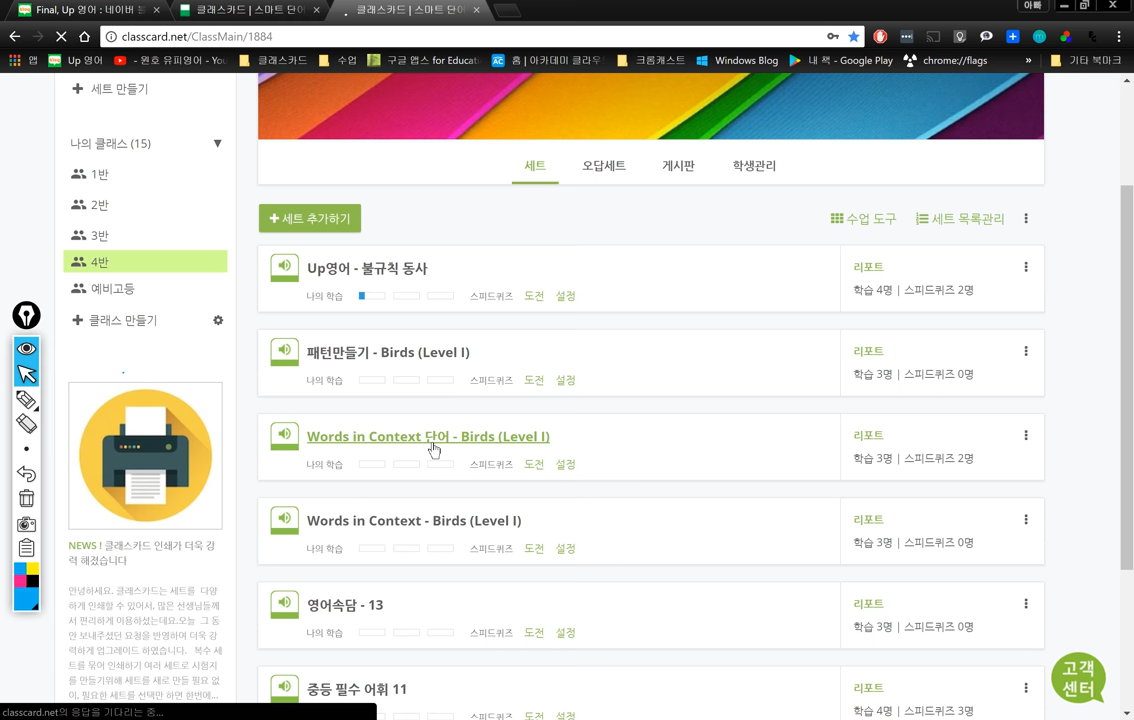 Final, Up 영어 : 네이버 블
클래스카드 | 스마트 단어
클래스카드 | 스마트 단어
아빠
classcard.net/ClassMain/1884
앱
Up 영어
- 원호 유피영어 - You
클래스카드
수업
구글 앱스 for Educati
홈 | 아카데미 클라우드
크롬캐스트
Windows Blog
내 책 - Google Play
chrome://flags
»
기타 북마크
세트 만들기
나의 클래스 (15) ▼
1반
2반
3반
4반
예비고등
클래스 만들기
NEWS ! 클래스카드 인쇄가 더욱 강
력 해졌습니다
안녕하세요. 클래스카드는 세트를 다양
하게 인쇄할 수 있어서, 많은 선생님들께
서 편리하게 이용하셨는데요.오늘 그 동
안 보내주셨던 요청을 반영하여 더욱 강
력하게 업그레이드 하였습니다. 복수 세
트를 묶어 인쇄하기 여러 세트로 시험지
를 만들기위해 세트를 새로 만들 필요 없
이, 필요한 세트를 선택만 하면 한번에...
세트 오답세트 게시판 학생관리
+ 세트 추가하기
수업 도구 세트 목록관리
Up영어 - 불규칙 동사
나의 학습 스피드퀴즈 도전 설정
리포트
학습 4명 | 스피드퀴즈 2명
패턴만들기 - Birds (Level I)
나의 학습 스피드퀴즈 도전 설정
리포트
학습 3명 | 스피드퀴즈 0명
Words in Context 단어 - Birds (Level I)
나의 학습 스피드퀴즈 도전 설정
리포트
학습 3명 | 스피드퀴즈 2명
Words in Context - Birds (Level I)
나의 학습 스피드퀴즈 도전 설정
리포트
학습 3명 | 스피드퀴즈 0명
영어속담 - 13
나의 학습 스피드퀴즈 도전 설정
리포트
학습 3명 | 스피드퀴즈 0명
중등 필수 어휘 11
나의 학습 스피드퀴즈 도전 설정
리포트
학습 4명 | 스피드퀴즈 3명
고객
센터
classcard.net의 응답을 기다리는 중...